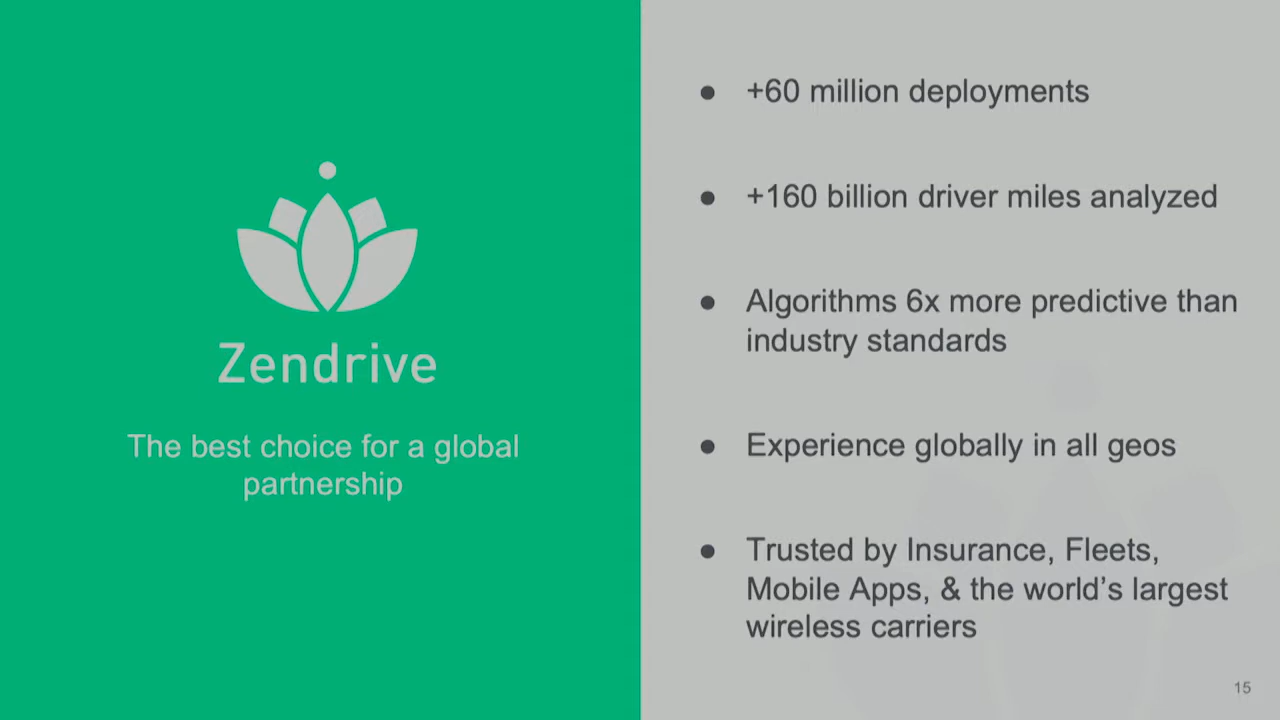 Zendrive
The best choice for a global
partnership
● +60 million deployments
● +160 billion driver miles analyzed
● Algorithms 6x more predictive than
industry standards
● Experience globally in all geos
● Trusted by Insurance, Fleets,
Mobile Apps, & the world's largest
wireless carriers
15